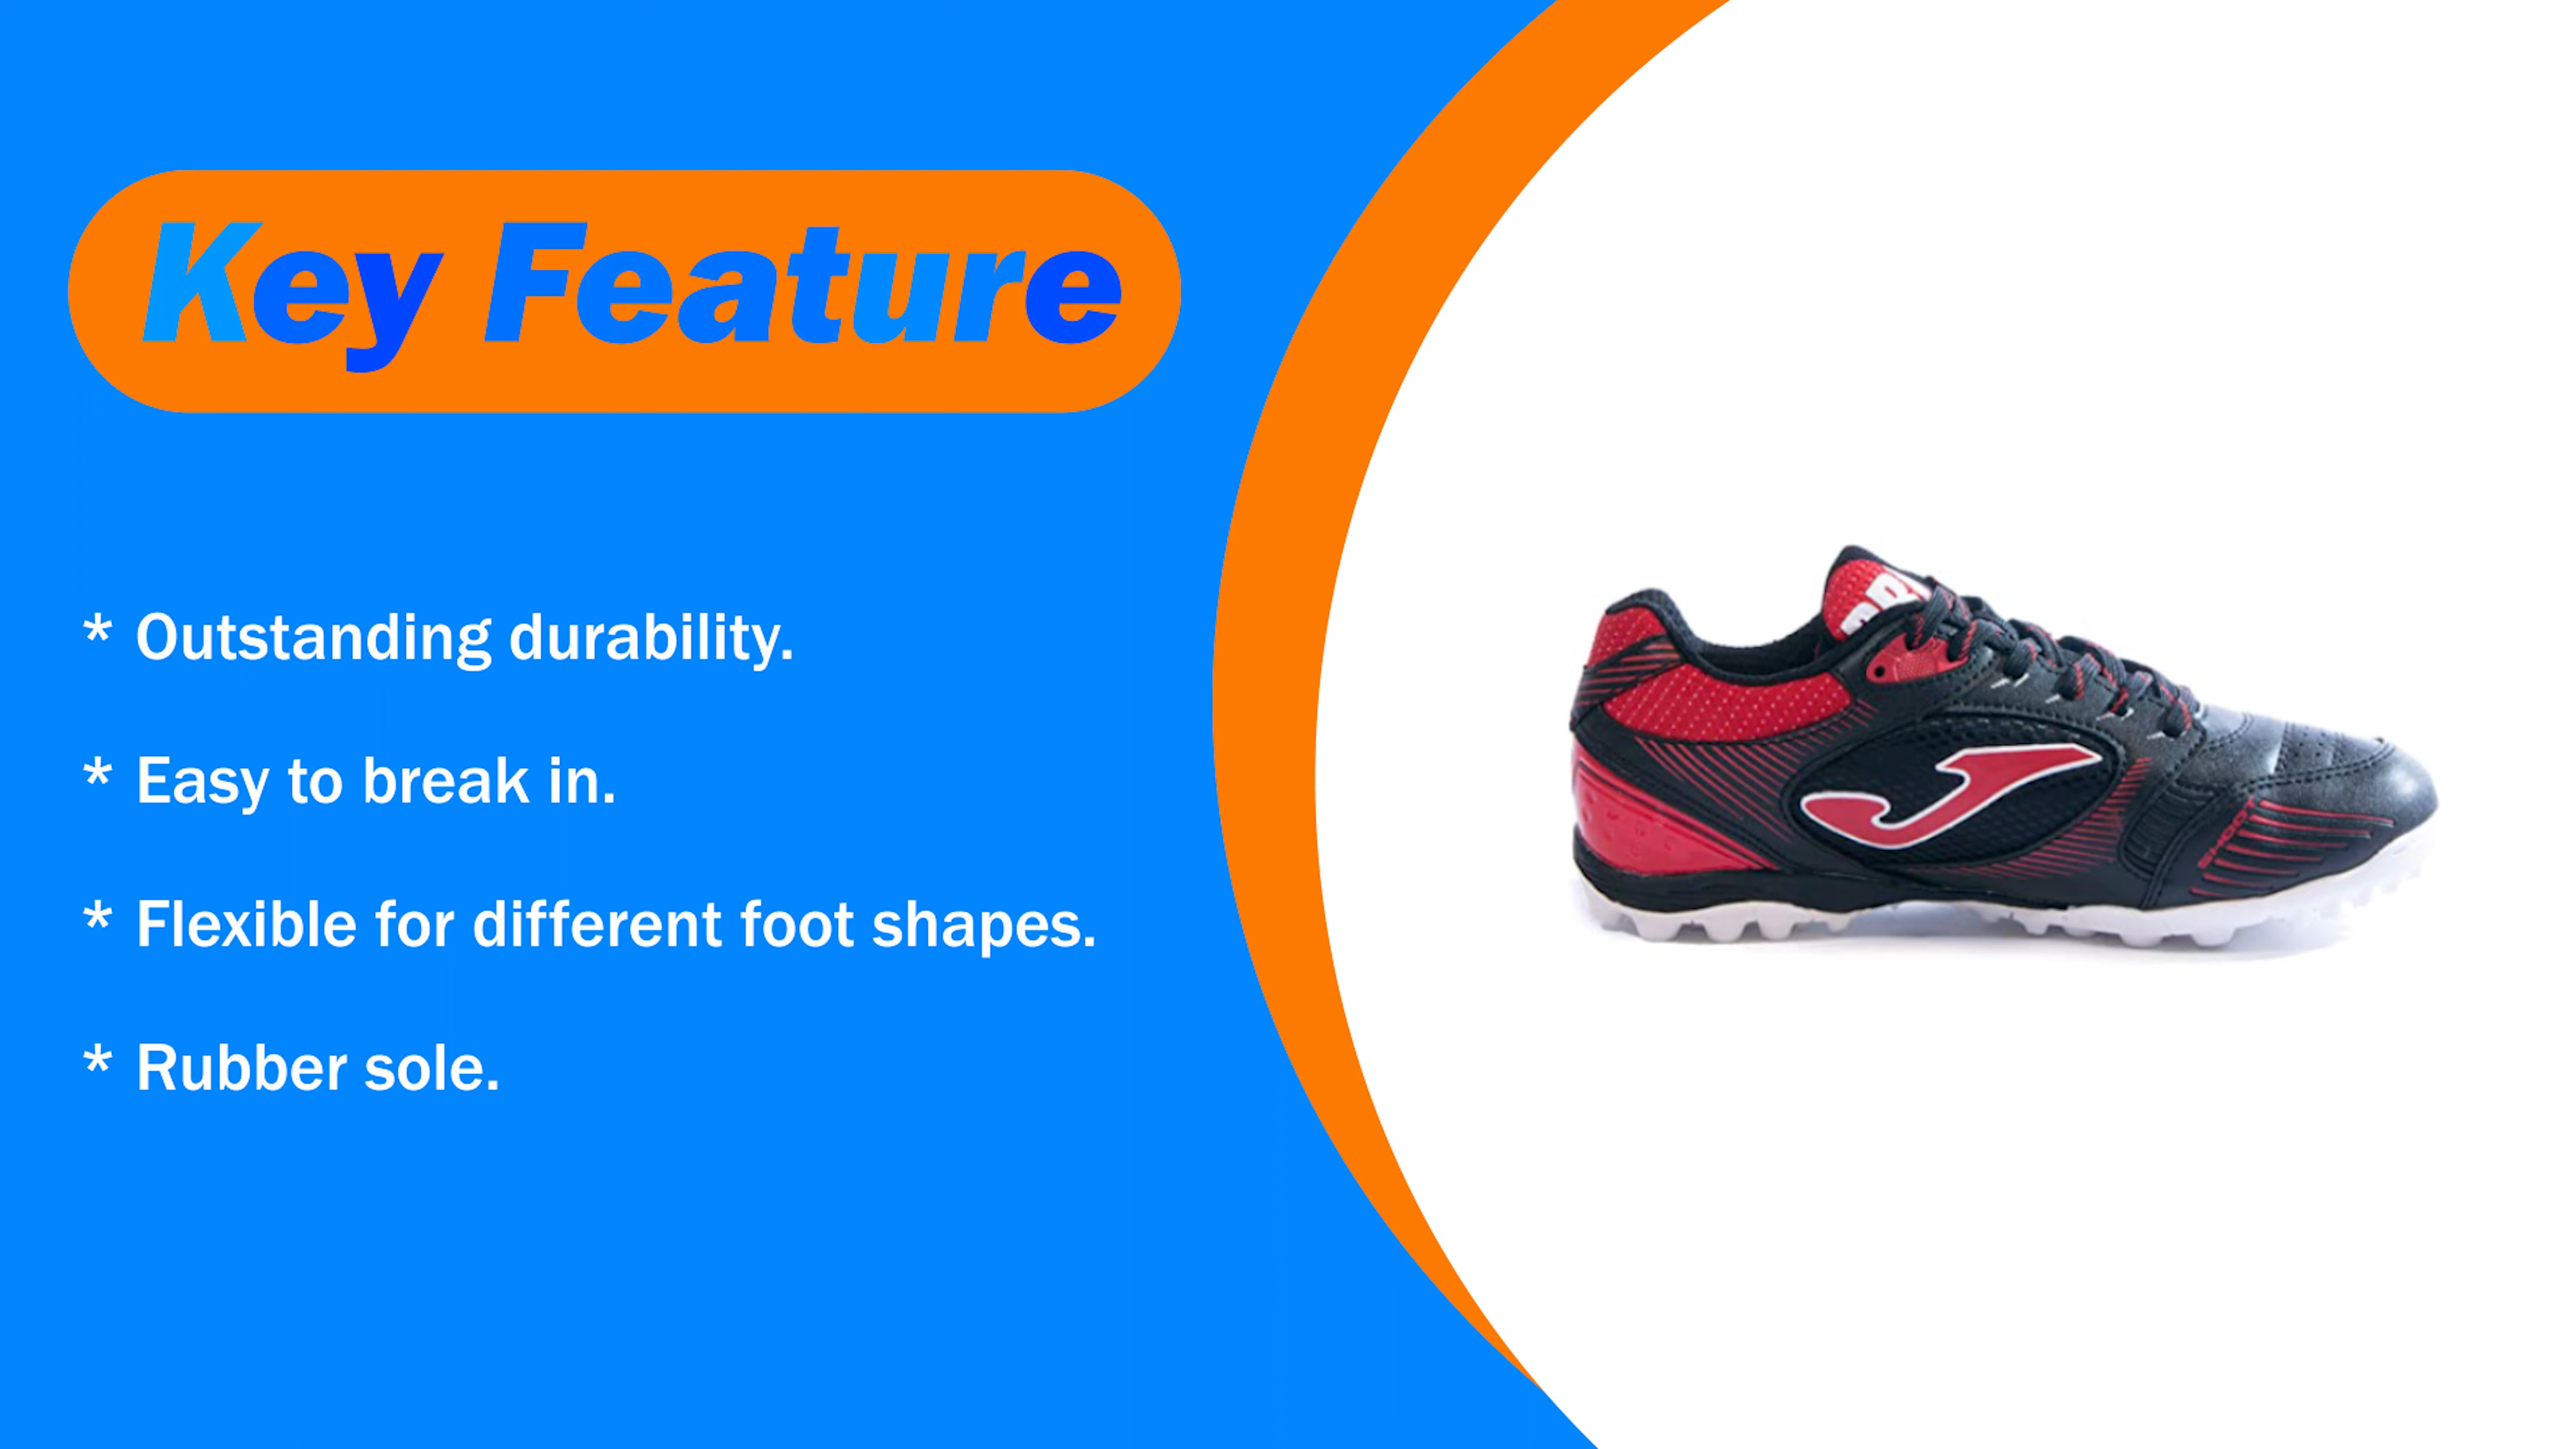 Key Feature
* Outstanding durability.
* Easy to break in.
* Flexible for different foot shapes.
* Rubber sole.